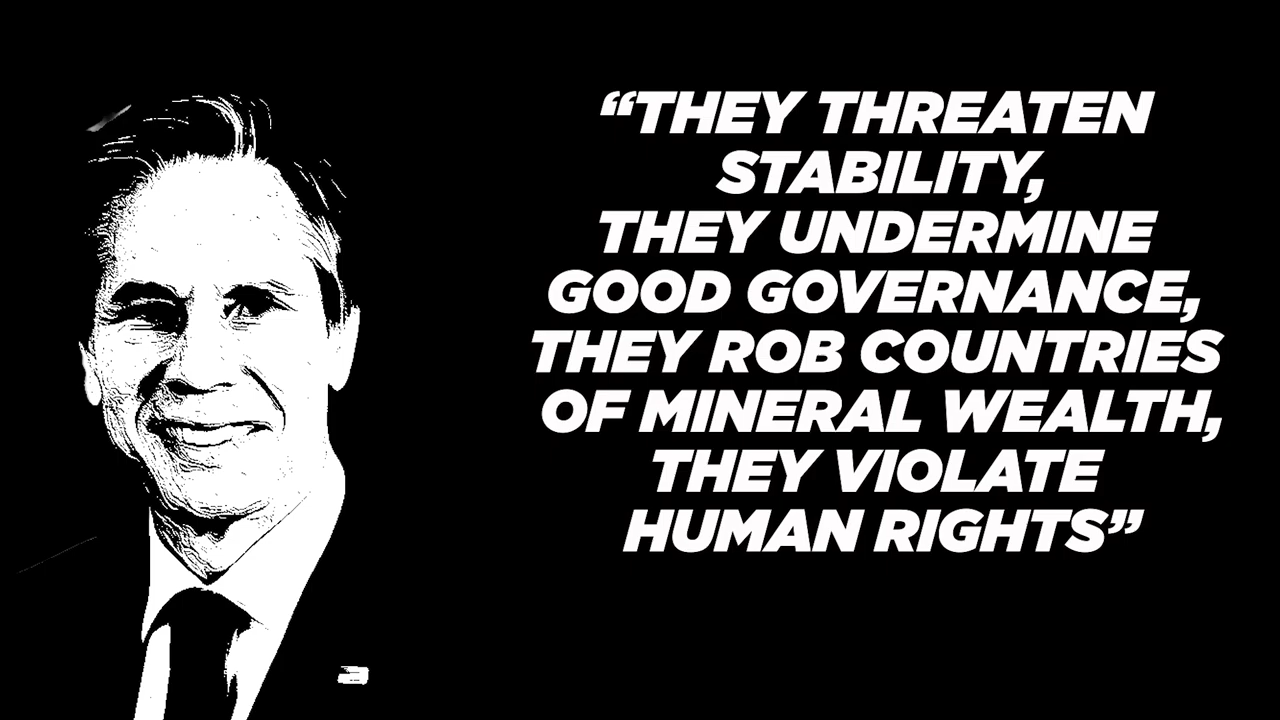 “THEY THREATEN
STABILITY,
THEY UNDERMINE
GOOD GOVERNANCE,
THEY ROB COUNTRIES
OF MINERAL WEALTH,
THEY VIOLATE
HUMAN RIGHTS”